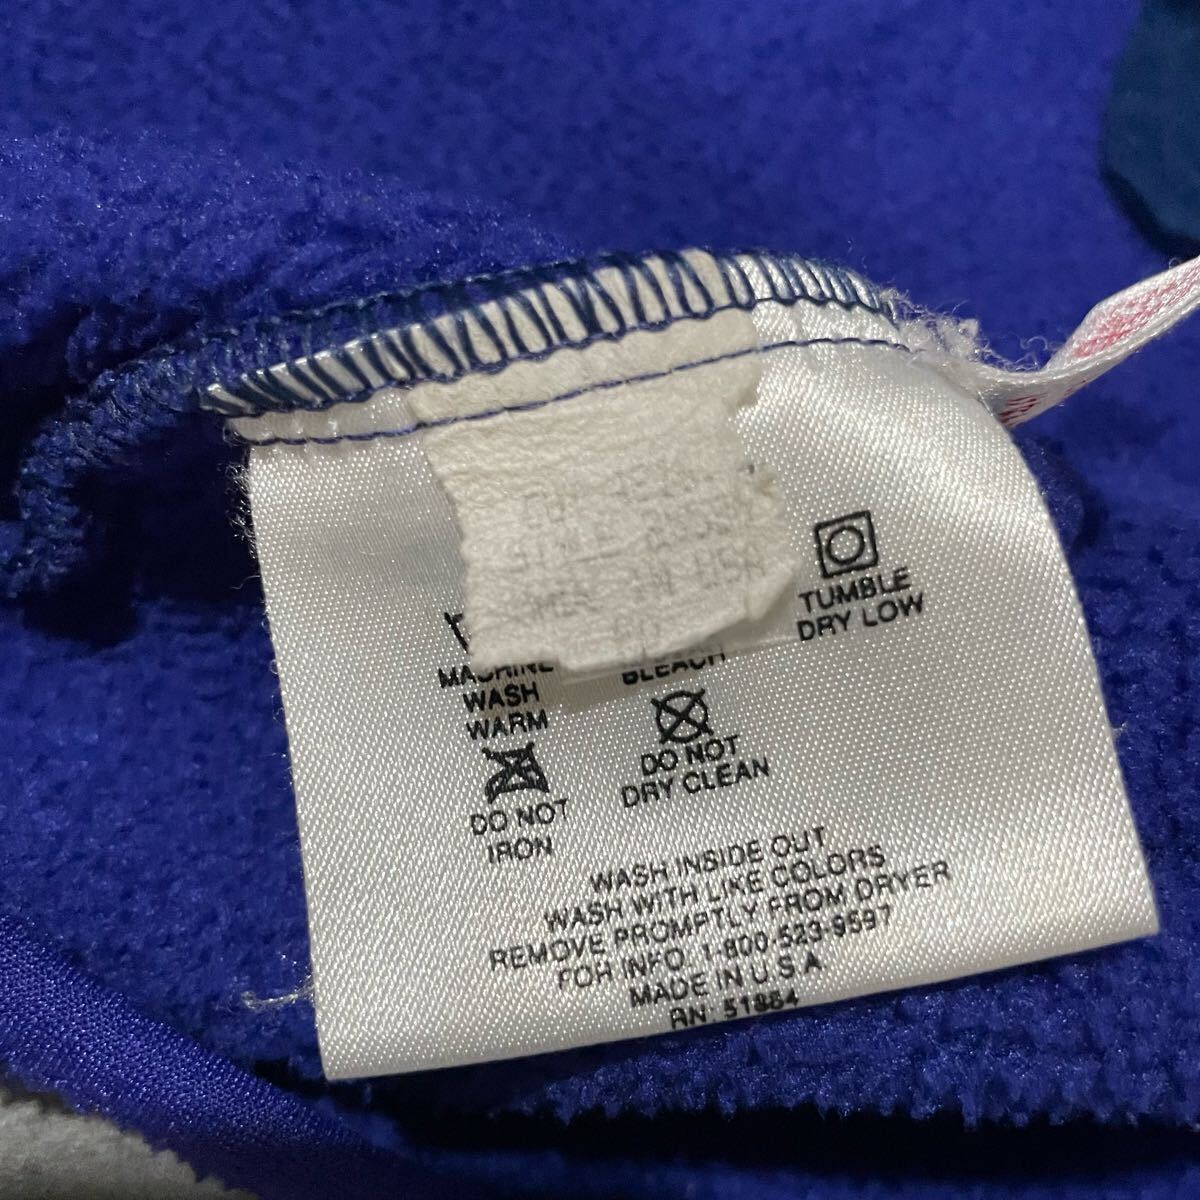 TUMBLE
DRY LOW
MACHINE
WASH
WARM
BLEACH
DO NOT
IRON
DO NOT
DRY CLEAN
WASH INSIDE OUT
WASH WITH LIKE COLORS
REMOVE PROMPTLY FROM DRYER
FOR INFO. 1-800-523-9597
MADE IN U.S.A.
RN. 51884